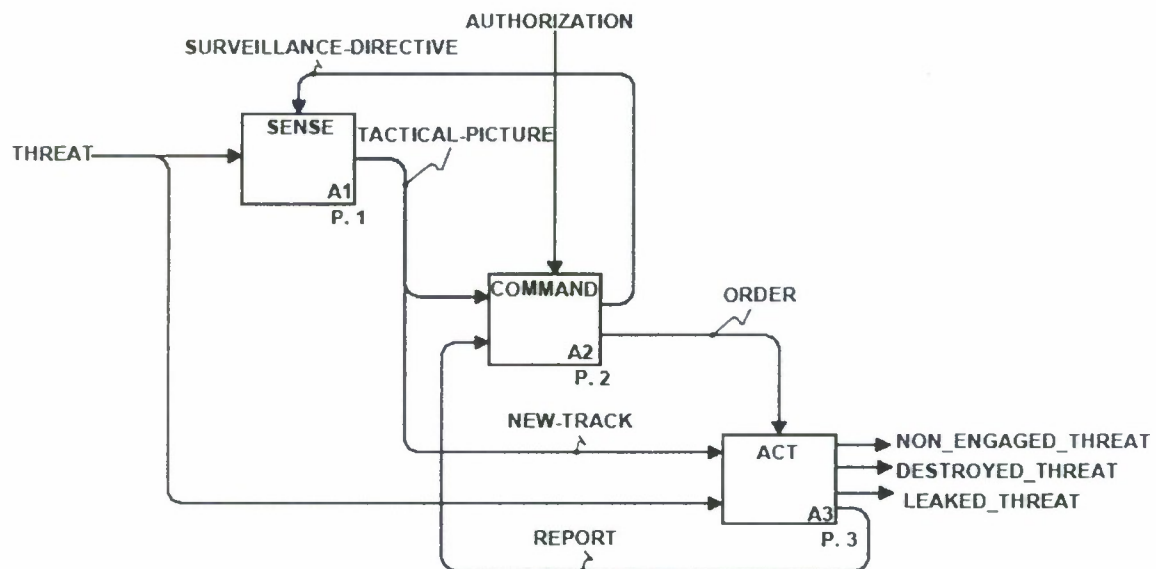 AUTHORIZATION
SURVEILLANCE-DIRECTIVE
SENSE
TACTICAL-PICTURE
THREAT
A1
P. 1
COMMAND
ORDER
A2
P. 2
NEW-TRACK
ACT
NON_ENGAGED_THREAT
DESTROYED_THREAT
LEAKED_THREAT
A3
REPORT
P. 3